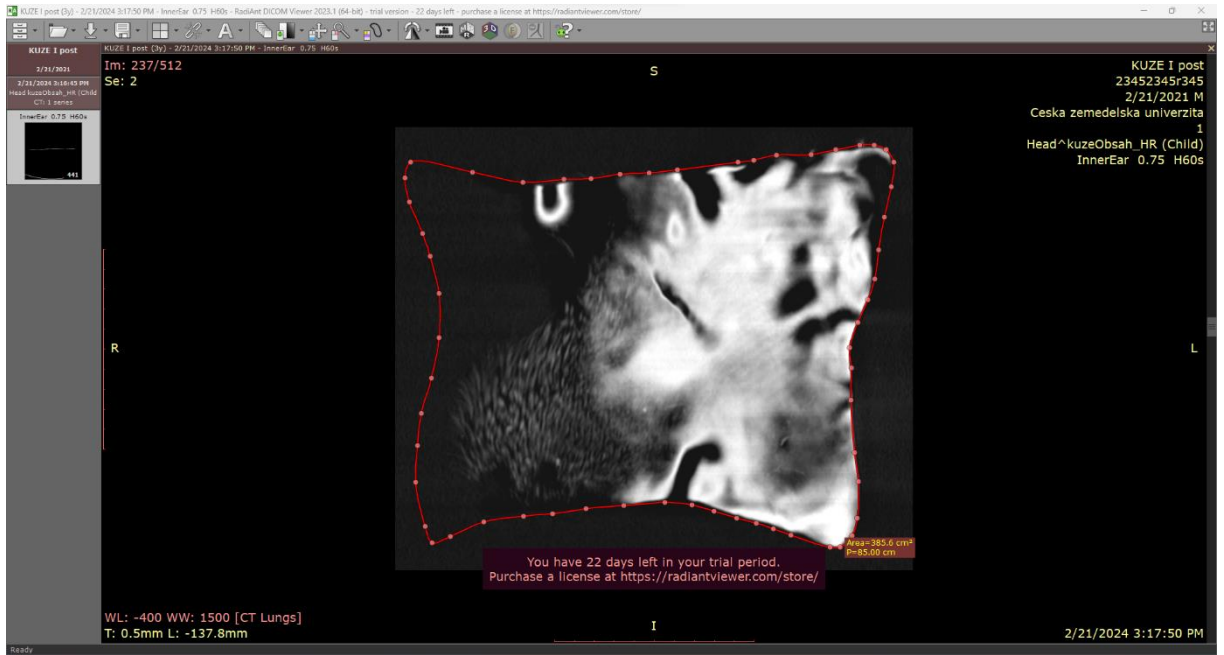 KUZE I post (3y) - 2/21/2024 3:17:50 PM - InnerEar 0.75 H60s - RadiAnt DICOM Viewer 2023.1 (64-bit) - trial version - 22 days left - purchase a license at https://radiantviewer.com/store/
KUZE I post
2/21/2021
2/21/2024 3:16:45 PM
Head kuzeObsah_HR (Child
CT: 1 series
InnerEar 0.75 H60s
441
KUZE I post (3y) - 2/21/2024 3:17:50 PM - InnerEar 0.75 H60s
Im: 237/512
Se: 2
S
KUZE I post
23452345r345
2/21/2021 M
Ceska zemedelska univerzita
1
Head^kuzeObsah_HR (Child)
InnerEar 0.75 H60s
R
L
Area=385.6 cm²
P=85.00 cm
You have 22 days left in your trial period.
Purchase a license at https://radiantviewer.com/store/
WL: -400 WW: 1500 [CT Lungs]
T: 0.5mm L: -137.8mm
I
2/21/2024 3:17:50 PM
Ready